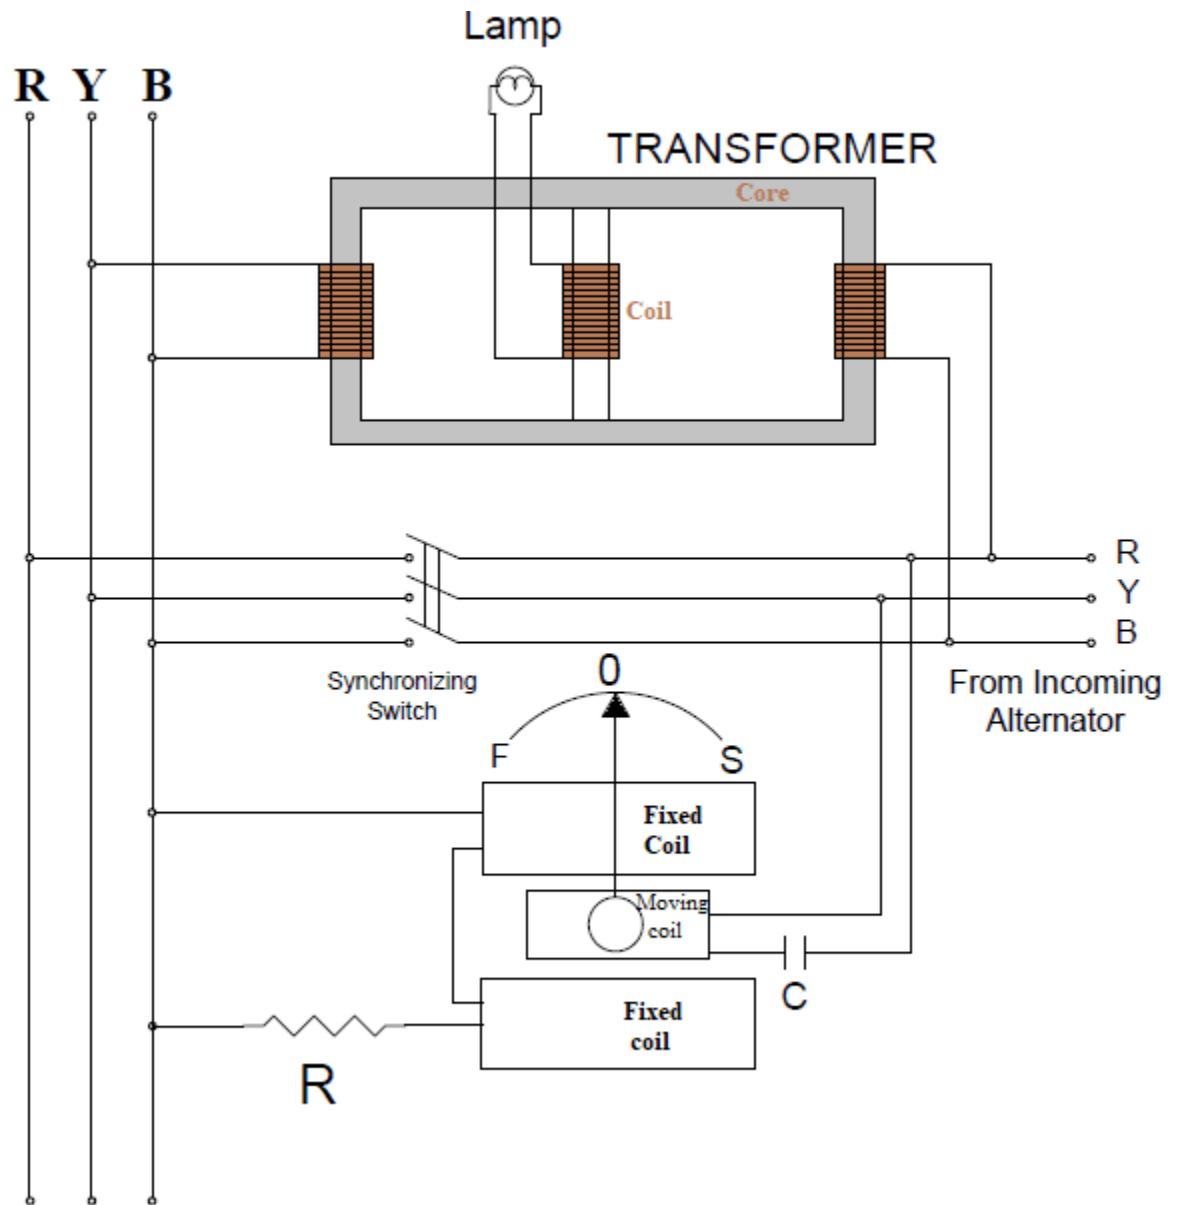 Lamp
R Y B
TRANSFORMER
Core
Coil
R
Y
B
Synchronizing
Switch
From Incoming
Alternator
0
F
S
Fixed
Coil
Moving
coil
C
Fixed
coil
R